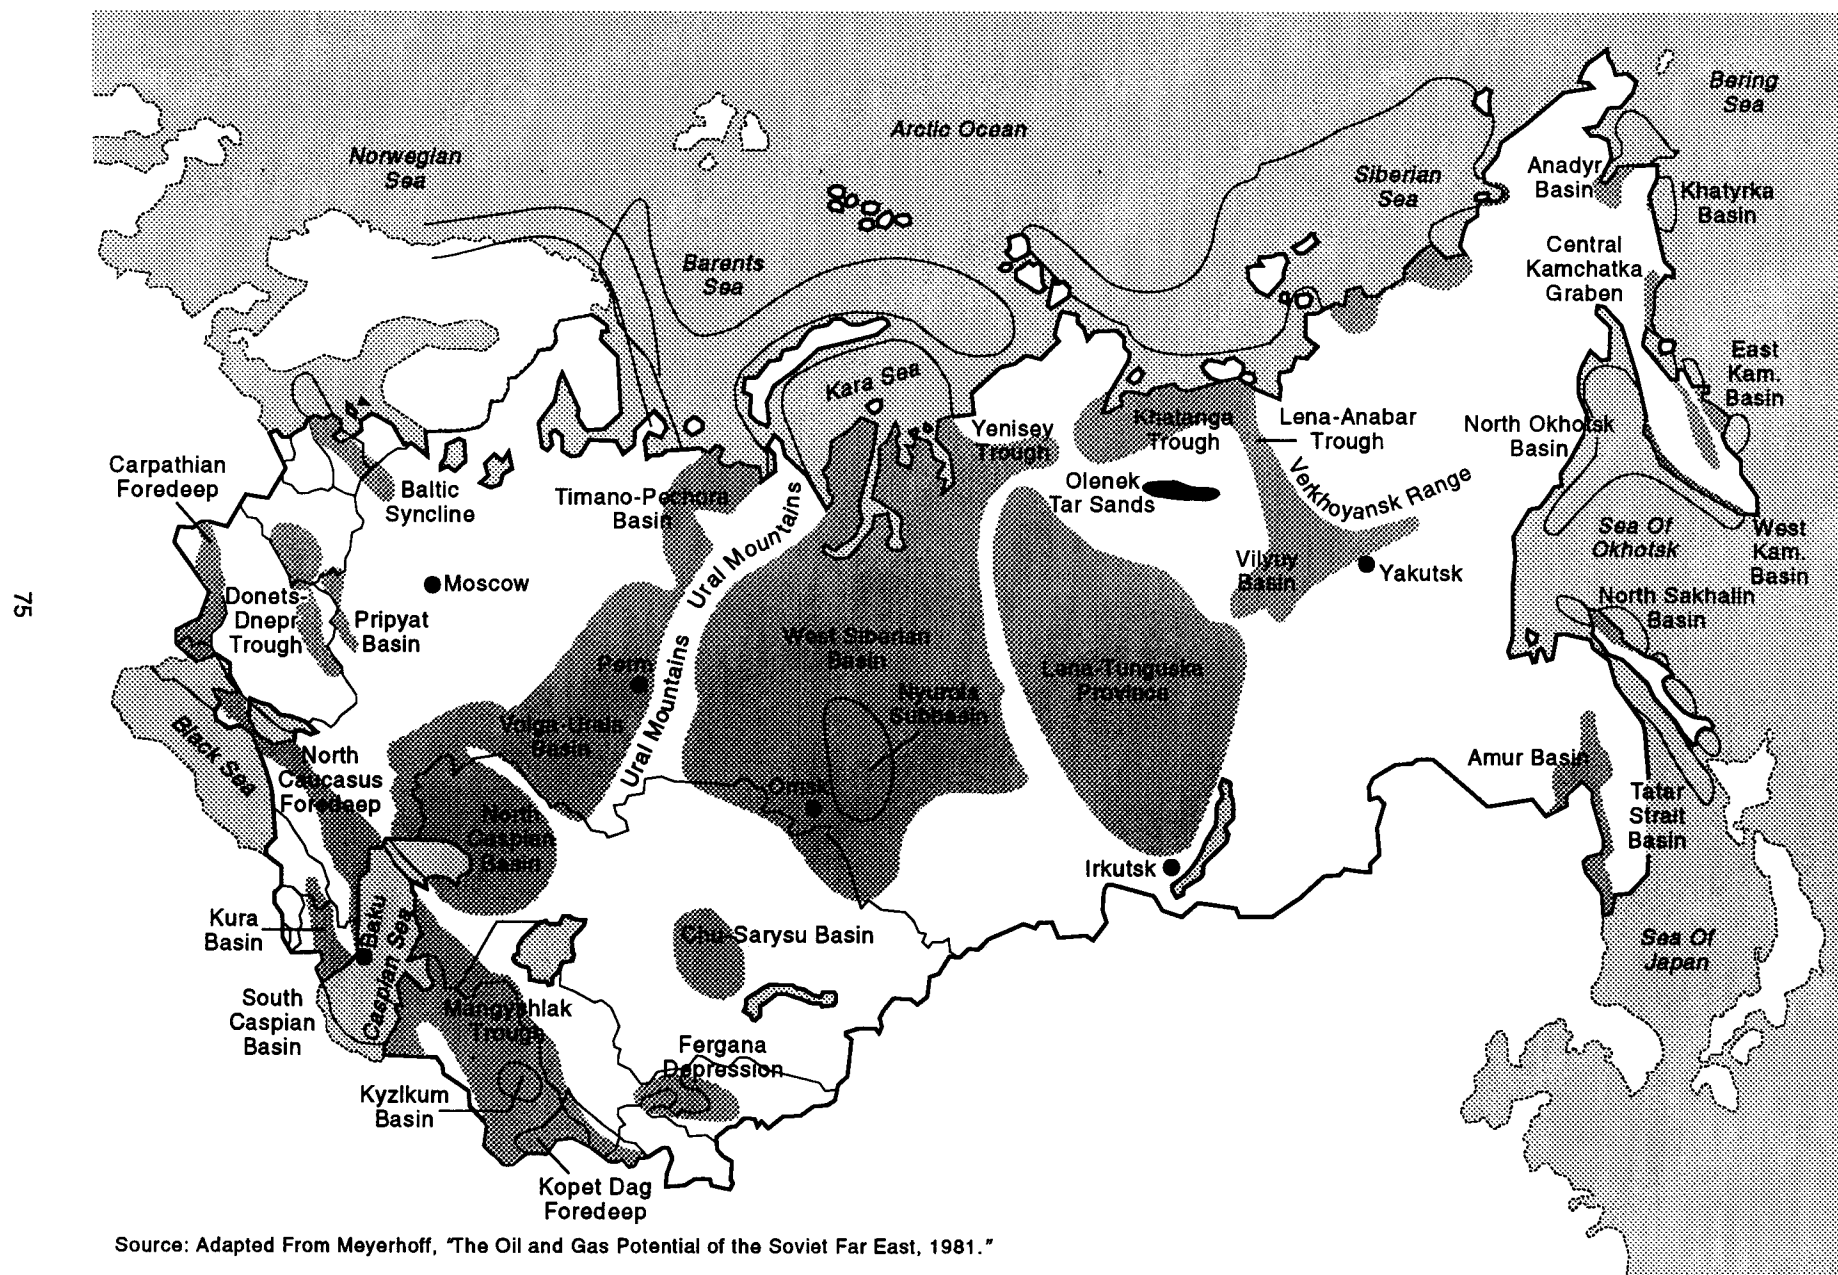 Bering
Sea
Arctic Ocean
Norwegian
Sea
Siberian
Sea
Anadyr
Basin
Khatyrka
Basin
Barents
Sea
Central
Kamchatka
Graben
East
Kam.
Basin
Kara Sea
Yenisey
Trough
Khatanga
Trough
Lena-Anabar
Trough
North Okhotsk
Basin
Carpathian
Foredeep
Baltic
Syncline
Timano-Pechora
Basin
Ural Mountains
Olenek
Tar Sands
Verkhoyansk Range
Sea Of
Okhotsk
West
Kam.
Basin
Moscow
Vilyuy
Basin
Yakutsk
75
Donets-
Dnepr
Trough
Pripyat
Basin
North Sakhalin
Basin
Perm
Ural Mountains
West Siberian
Basin
Lena-Tunguska
Province
Nyurola
Subbasin
Black Sea
Volga-Urals
Basin
North
Caucasus
Foredaep
Omsk
Amur Basin
Tatar
Strait
Basin
North
Caspian
Basin
Irkutsk
Kura
Basin
Baku
Caspian Sea
Chu-Sarysu Basin
Sea Of
Japan
South
Caspian
Basin
Mangyshlak
Trough
Fergana
Depression
Kyzlkum
Basin
Kopet Dag
Foredeep
Source: Adapted From Meyerhoff, "The Oil and Gas Potential of the Soviet Far East, 1981."